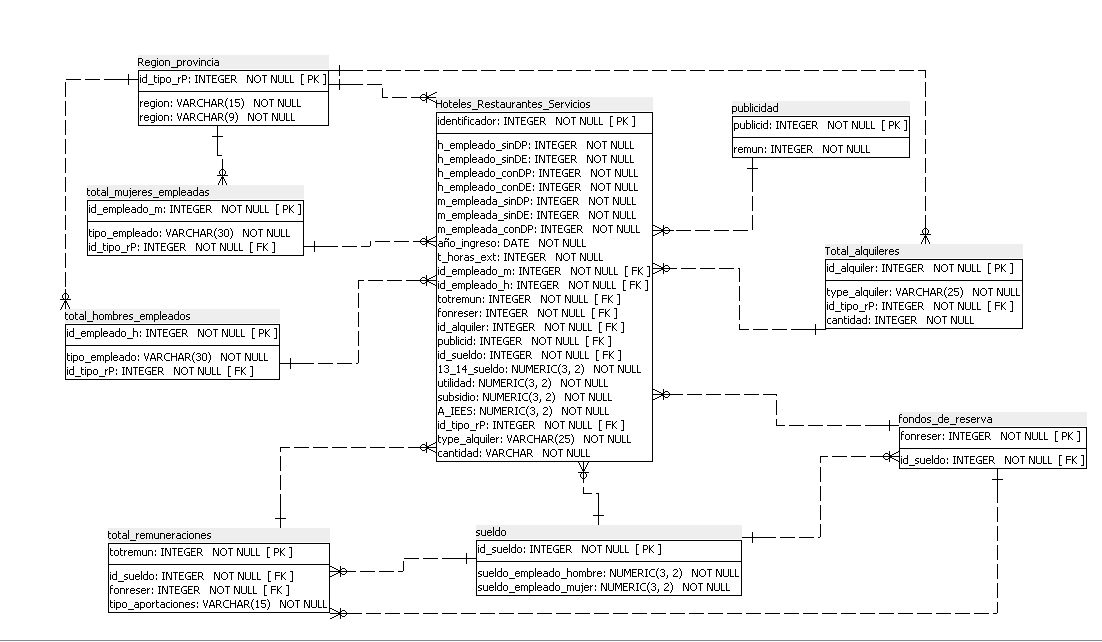 Region_provincia
id_tipo_rP: INTEGER NOT NULL [ PK ]
region: VARCHAR(15) NOT NULL
region: VARCHAR(9) NOT NULL
Hoteles_Restaurantes_Servicios
identificador: INTEGER NOT NULL [ PK ]
h_empleado_sinDP: INTEGER NOT NULL
h_empleado_sinDE: INTEGER NOT NULL
h_empleado_conDP: INTEGER NOT NULL
h_empleado_conDE: INTEGER NOT NULL
m_empleada_sinDP: INTEGER NOT NULL
m_empleada_sinDE: INTEGER NOT NULL
m_empleada_conDP: INTEGER NOT NULL
año_ingreso: DATE NOT NULL
t_horas_ext: INTEGER NOT NULL
id_empleado_m: INTEGER NOT NULL [ FK ]
id_empleado_h: INTEGER NOT NULL [ FK ]
totremun: INTEGER NOT NULL [ FK ]
fonreser: INTEGER NOT NULL [ FK ]
id_alquiler: INTEGER NOT NULL [ FK ]
publicid: INTEGER NOT NULL [ FK ]
id_sueldo: INTEGER NOT NULL [ FK ]
13_14_sueldo: NUMERIC(3, 2) NOT NULL
utilidad: NUMERIC(3, 2) NOT NULL
subsidio: NUMERIC(3, 2) NOT NULL
A_IEES: NUMERIC(3, 2) NOT NULL
id_tipo_rP: INTEGER NOT NULL [ FK ]
type_alquiler: VARCHAR(25) NOT NULL
cantidad: VARCHAR NOT NULL
publicidad
publicid: INTEGER NOT NULL [ PK ]
remun: INTEGER NOT NULL
total_mujeres_empleadas
id_empleado_m: INTEGER NOT NULL [ PK ]
tipo_empleado: VARCHAR(30) NOT NULL
id_tipo_rP: INTEGER NOT NULL [ FK ]
Total_alquileres
id_alquiler: INTEGER NOT NULL [ PK ]
type_alquiler: VARCHAR(25) NOT NULL
id_tipo_rP: INTEGER NOT NULL [ FK ]
cantidad: INTEGER NOT NULL
total_hombres_empleados
id_empleado_h: INTEGER NOT NULL [ PK ]
tipo_empleado: VARCHAR(30) NOT NULL
id_tipo_rP: INTEGER NOT NULL [ FK ]
fondos_de_reserva
fonreser: INTEGER NOT NULL [ PK ]
id_sueldo: INTEGER NOT NULL [ FK ]
total_remuneraciones
totremun: INTEGER NOT NULL [ PK ]
id_sueldo: INTEGER NOT NULL [ FK ]
fonreser: INTEGER NOT NULL [ FK ]
tipo_aportaciones: VARCHAR(15) NOT NULL
sueldo
id_sueldo: INTEGER NOT NULL [ PK ]
sueldo_empleado_hombre: NUMERIC(3, 2) NOT NULL
sueldo_empleado_mujer: NUMERIC(3, 2) NOT NULL